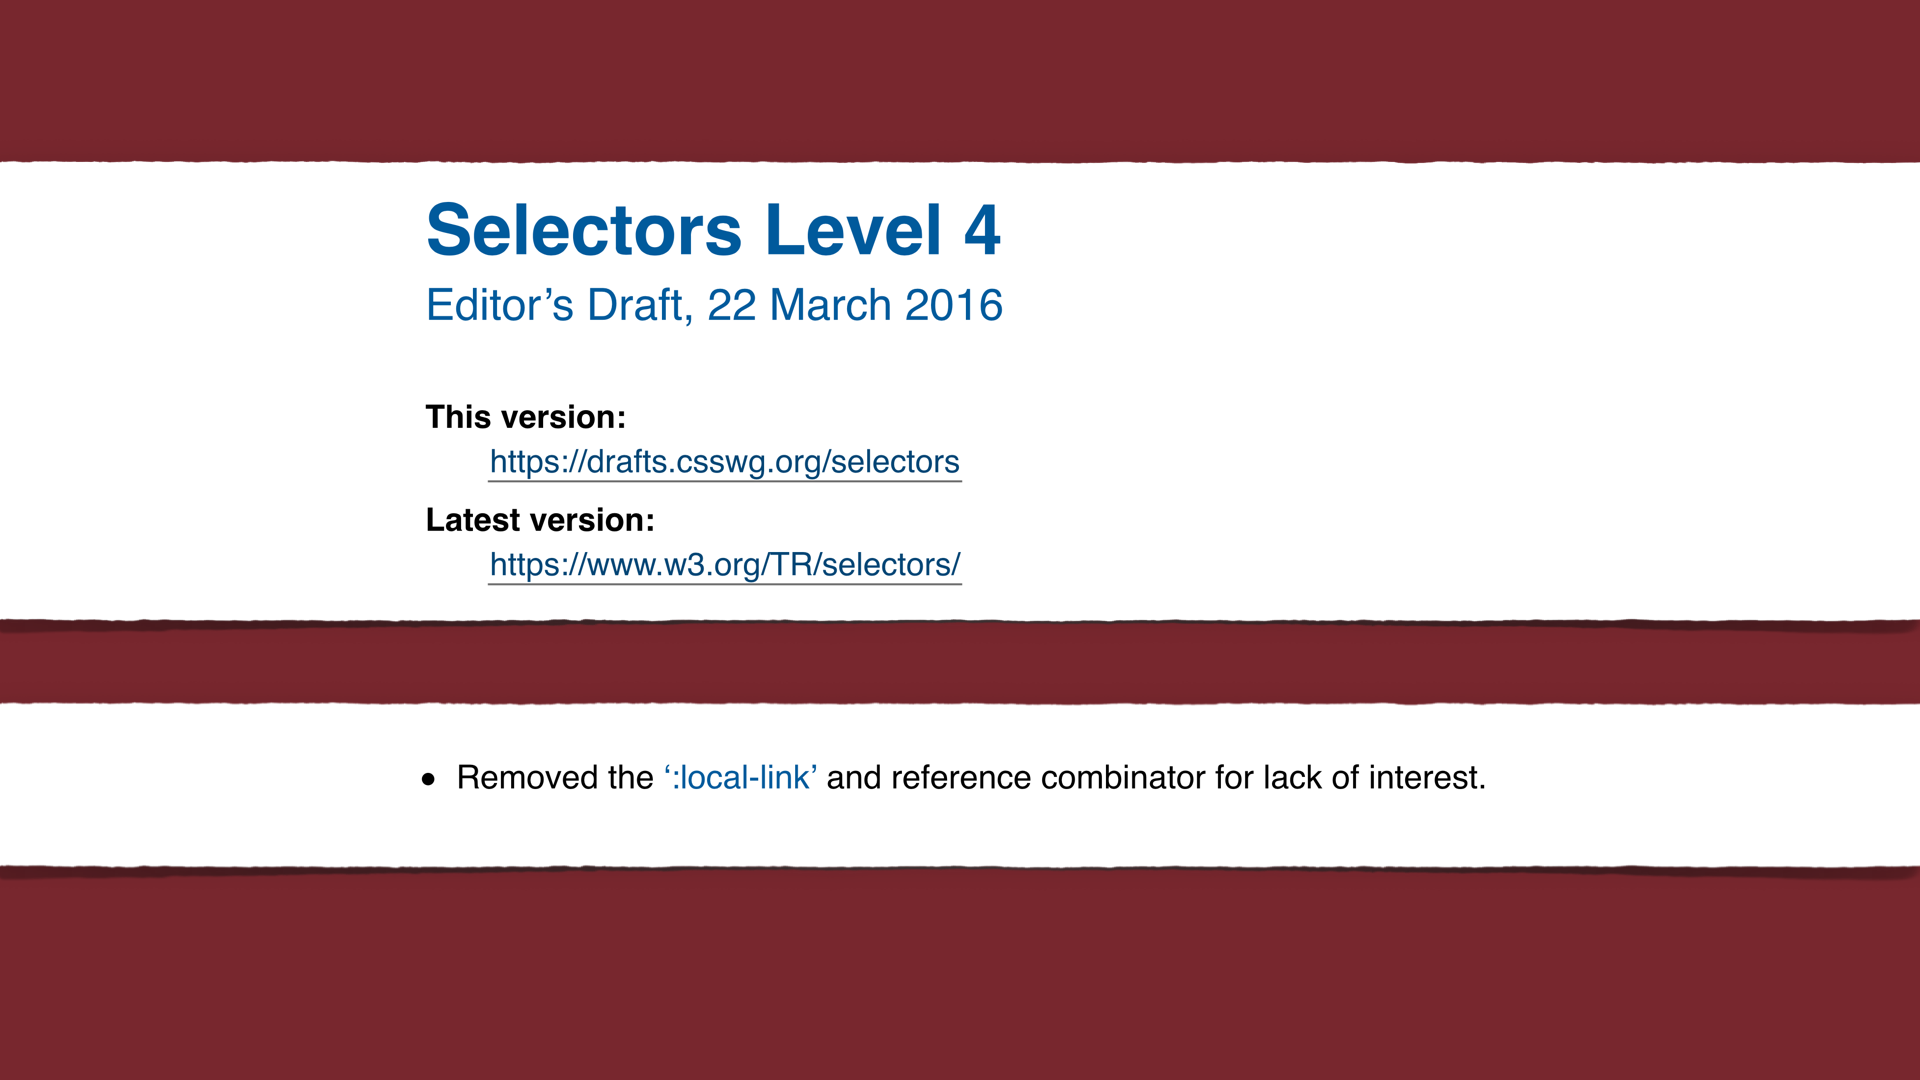 Selectors Level 4
Editor’s Draft, 22 March 2016
This version:
https://drafts.csswg.org/selectors
Latest version:
https://www.w3.org/TR/selectors/
• Removed the ‘:local-link’ and reference combinator for lack of interest.